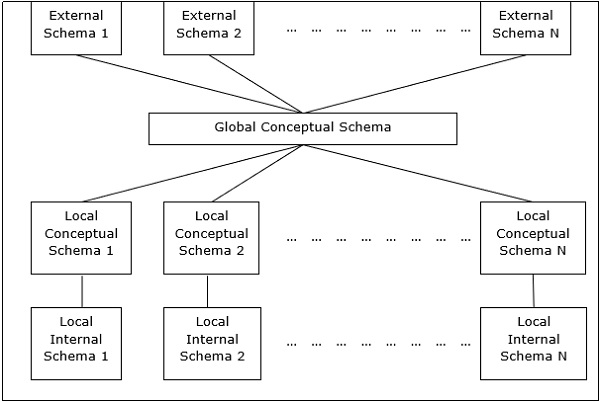 External
Schema 1
External
Schema 2
... ... ... ... ... ... ... ...
External
Schema N
Global Conceptual Schema
Local
Conceptual
Schema 1
Local
Conceptual
Schema 2
... ... ... ... ... ... ... ...
Local
Conceptual
Schema N
Local
Internal
Schema 1
Local
Internal
Schema 2
... ... ... ... ... ... ... ...
Local
Internal
Schema N